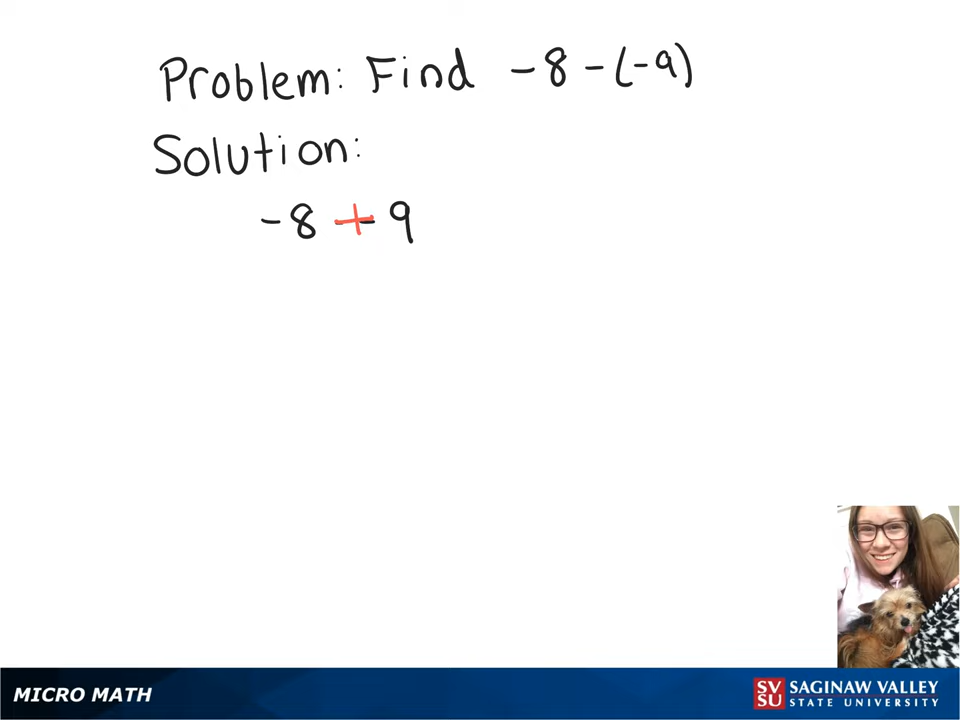 Problem: Find -8-(-9)
Solution:
-8 + 9
MICRO MATH
SV
SU
SAGINAW VALLEY
STATE UNIVERSITY